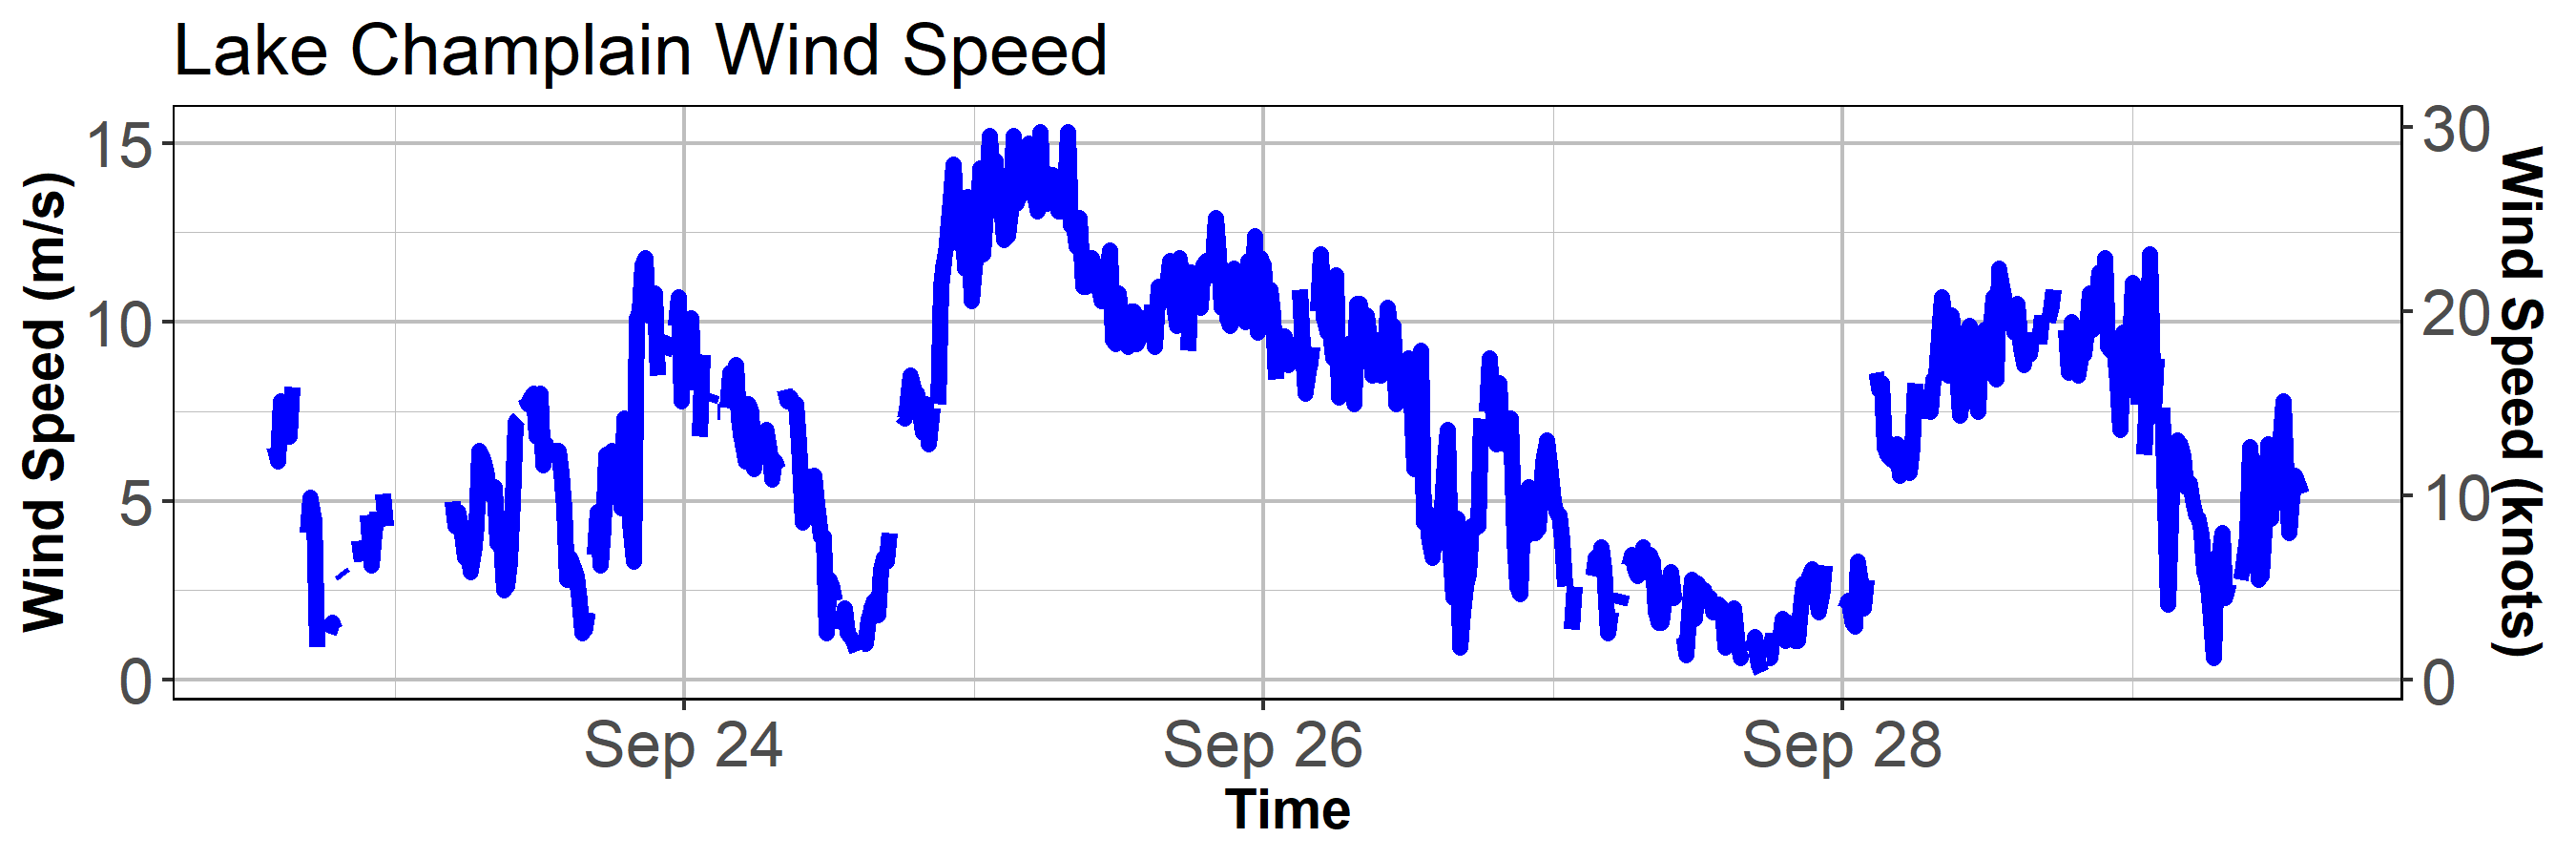 Lake Champlain Wind Speed
Wind Speed (m/s)
15
10
5
0
30
20
10
0
Wind Speed (knots)
Sep 24 Sep 26 Sep 28
Time